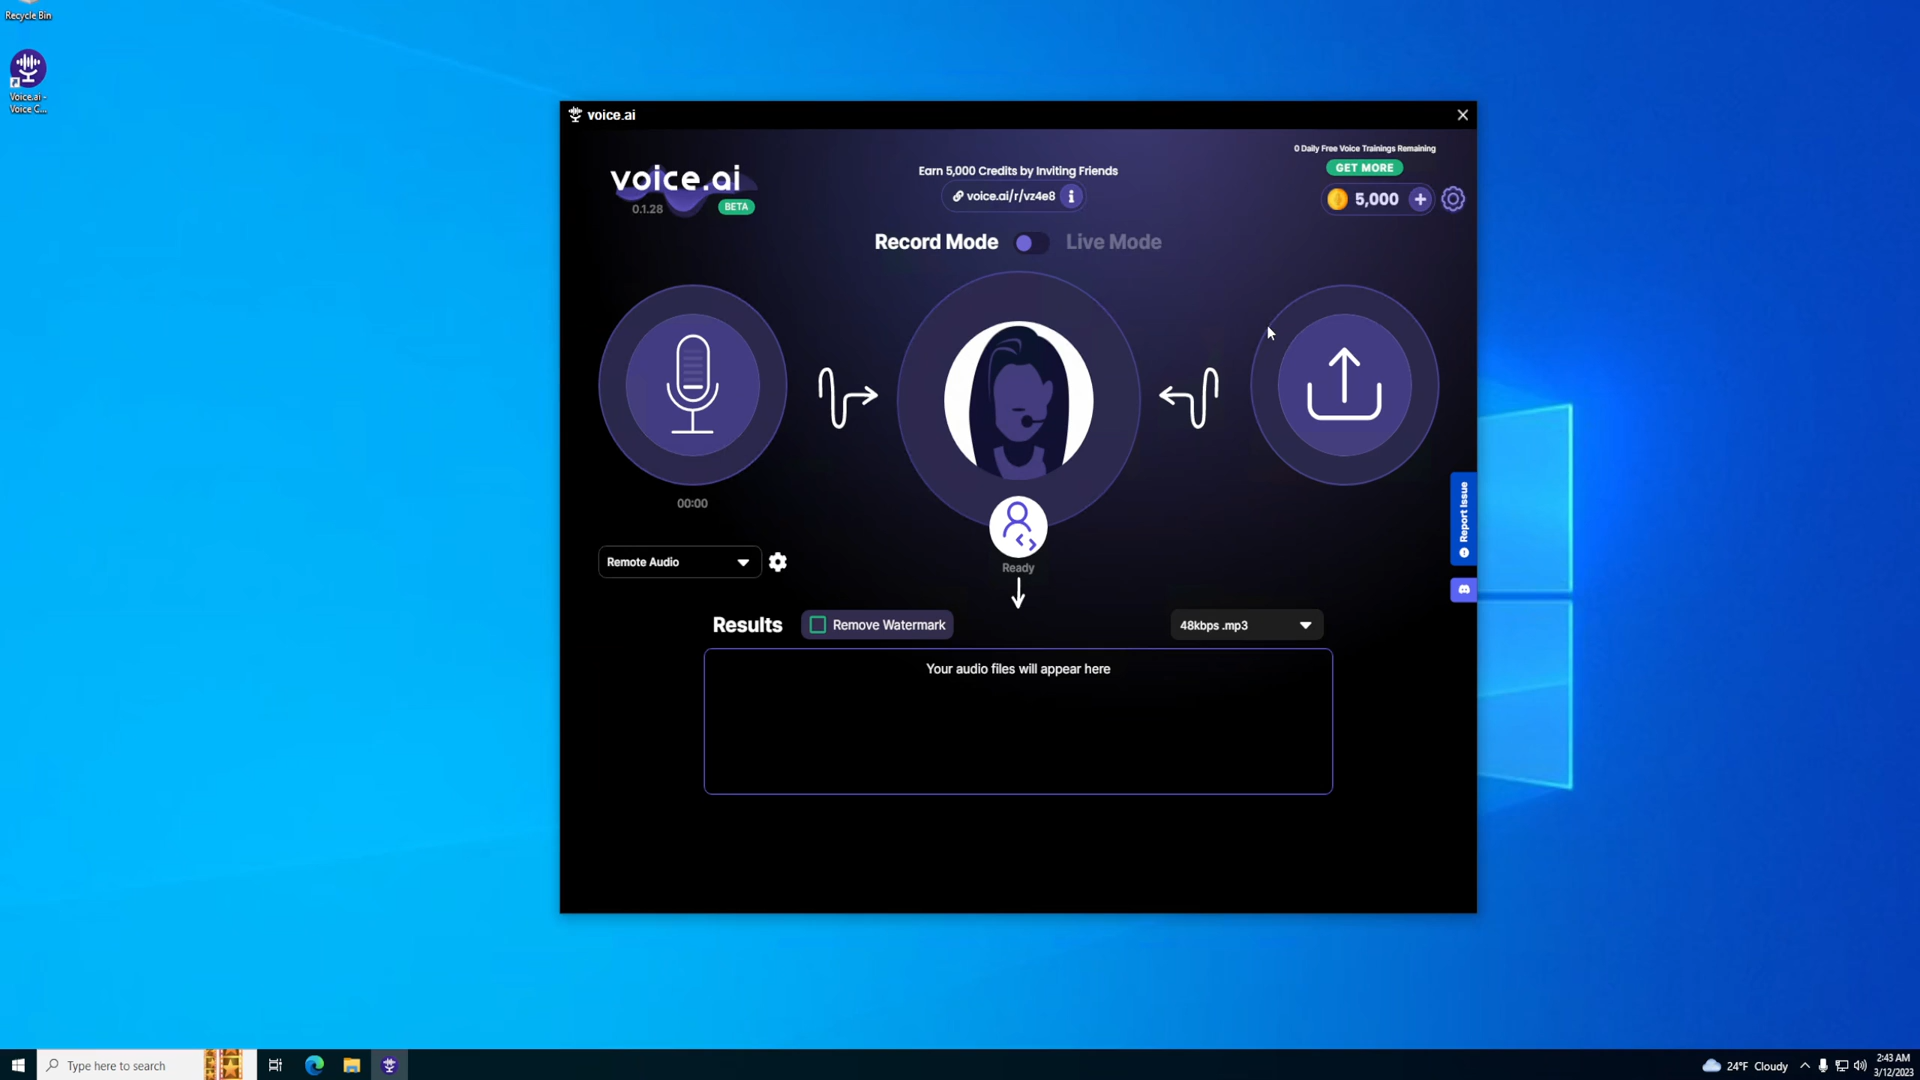 Recycle Bin
Voice.ai -
Voice C...
voice.ai
voice.ai
0.1.28
BETA
Earn 5,000 Credits by Inviting Friends
voice.ai/r/vz4e8
0 Daily Free Voice Trainings Remaining
GET MORE
5,000
Record Mode
Live Mode
00:00
Ready
Report Issue
Remote Audio
Results
Remove Watermark
48kbps .mp3
Your audio files will appear here
Type here to search
24°F Cloudy
2:43 AM
3/12/2023